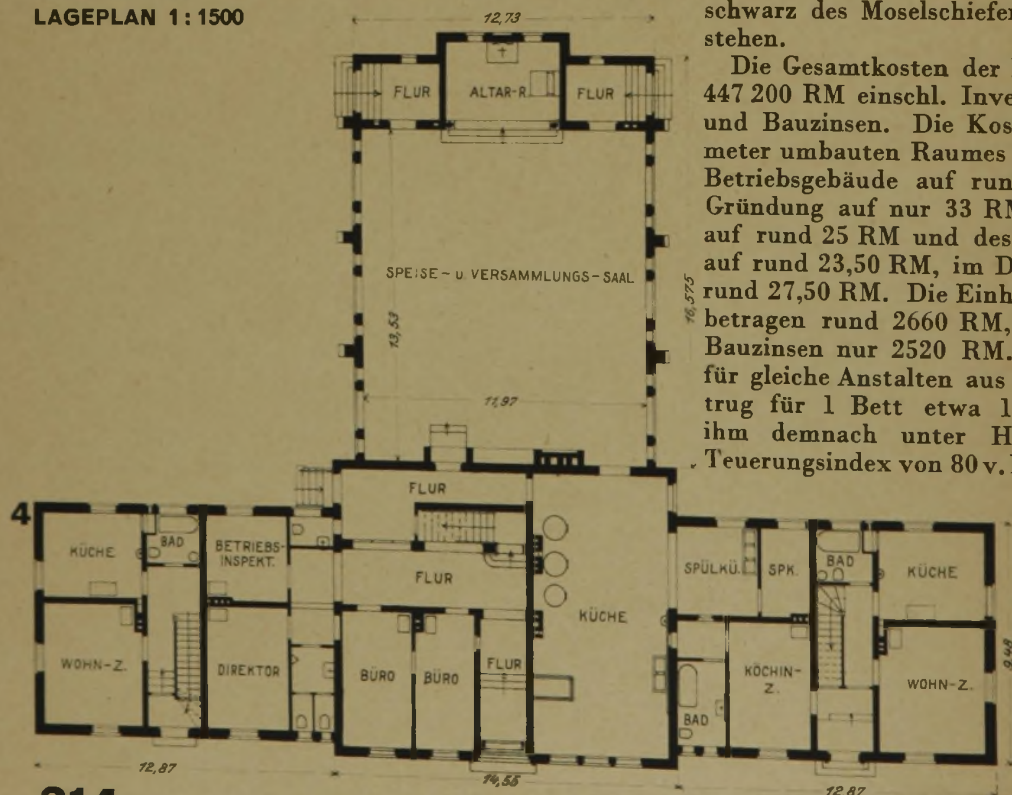 LAGEPLAN 1:1500
schwarz des Moselschiefer
stehen.
Die Gesamtkosten der
447 200 RM einschl. Inve
und Bauzinsen. Die Kos
meter umbauten Raumes
Betriebsgebäude auf run
Gründung auf nur 33 RM
auf rund 25 RM und des
auf rund 23,50 RM, im D
rund 27,50 RM. Die Einh
betragen rund 2660 RM,
Bauzinsen nur 2520 RM.
für gleiche Anstalten aus
trug für 1 Bett etwa 1
ihm demnach unter H
Teuerungsindex von 80 v.
12,73
FLUR
ALTAR-R.
FLUR
SPEISE- u. VERSAMMLUNGS-SAAL
13,53
16,575
11,97
4
FLUR
KÜCHE
BAD
BETRIEBS-
INSPEKT.
FLUR
KÜCHE
SPÜLKÜ.
SPK.
BAD
KÜCHE
WOHN-Z.
DIREKTOR
BÜRO
BÜRO
FLUR
BAD
KÖCHIN-
Z.
WOHN-Z.
9,48
12,87
14,55
12,87